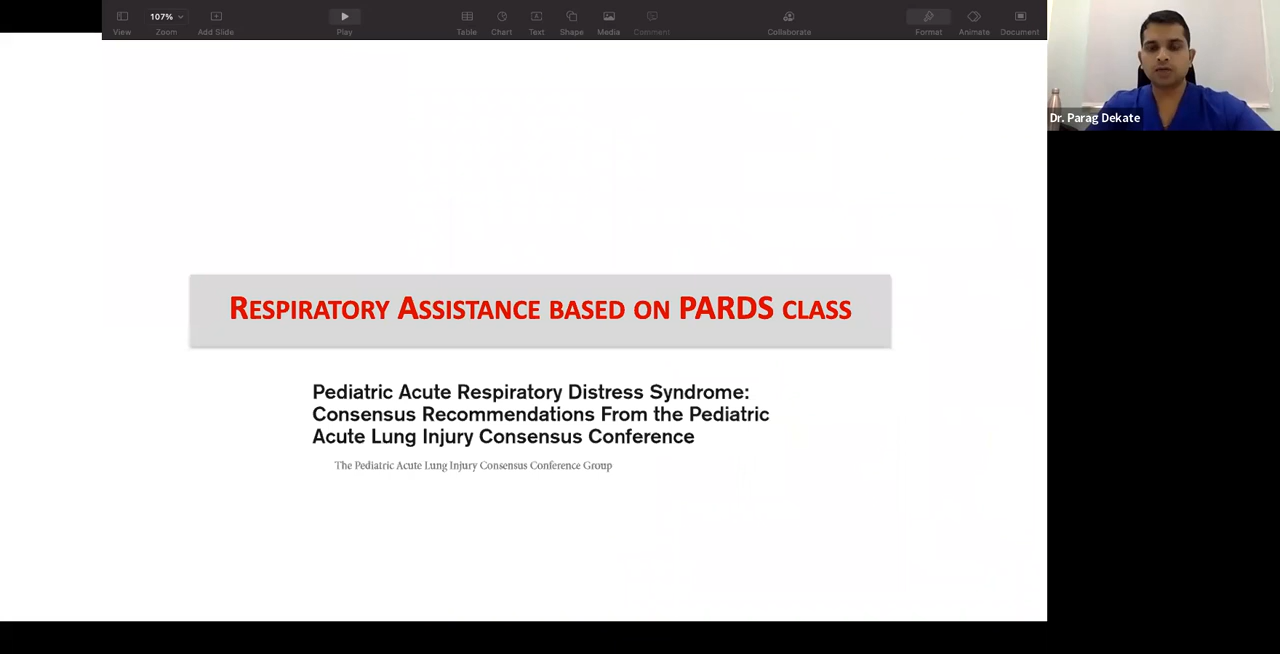 107%
View Zoom Add Slide Play Table Chart Text Shape Media Comment Collaborate Format Animate Document
Dr. Parag Dekate
RESPIRATORY ASSISTANCE BASED ON PARDS CLASS
Pediatric Acute Respiratory Distress Syndrome:
Consensus Recommendations From the Pediatric
Acute Lung Injury Consensus Conference
The Pediatric Acute Lung Injury Consensus Conference Group